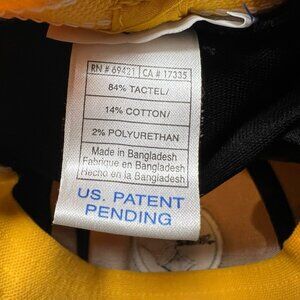 RN # 69421 CA # 17335
84% TACTEL/
14% COTTON/
2% POLYURETHAN
Made in Bangladesh
Fabrique en Bangladesh
Hecho en la Bangladesh
US. PATENT
PENDING